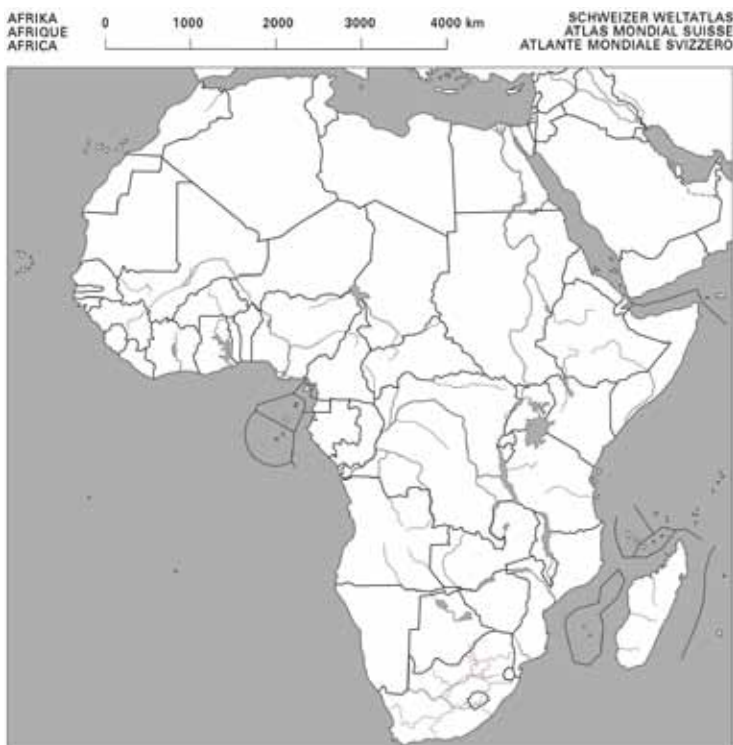 AFRIKA
AFRIQUE
AFRICA
0 1000 2000 3000 4000 km
SCHWEIZER WELTATLAS
ATLAS MONDIAL SUISSE
ATLANTE MONDIALE SVIZZERO